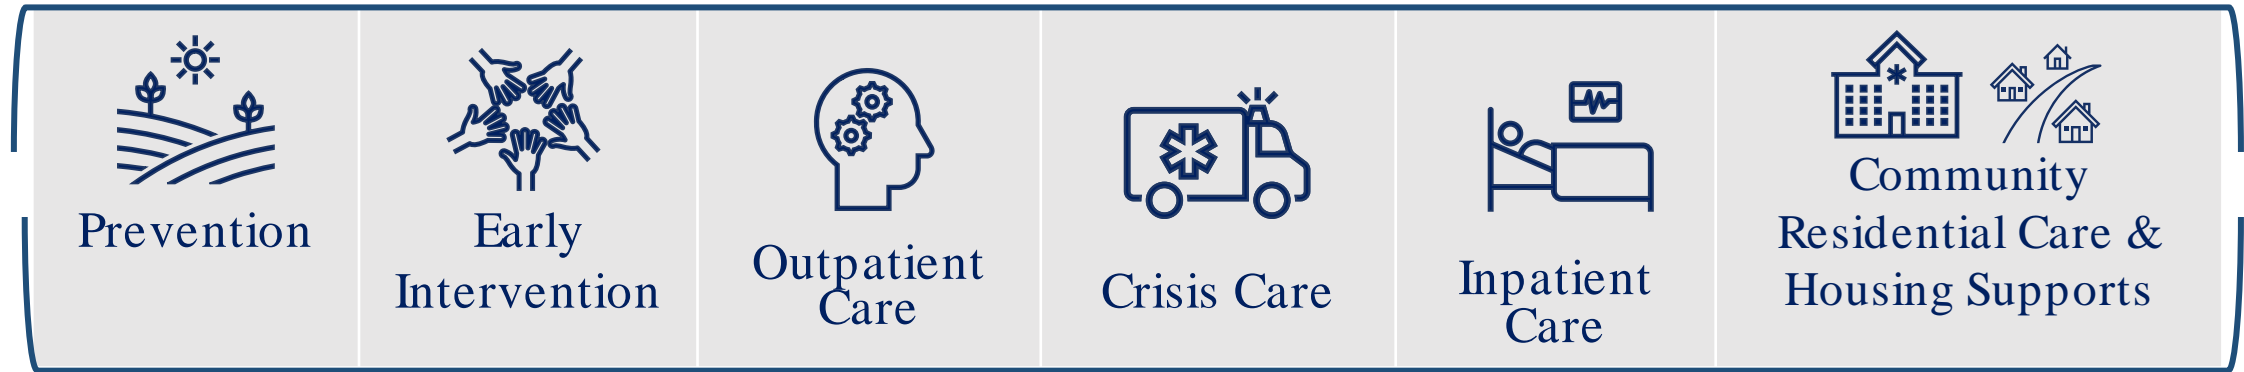 Prevention
Early
Intervention
Outpatient
Care
Crisis Care
Inpatient
Care
Community
Residential Care &
Housing Supports